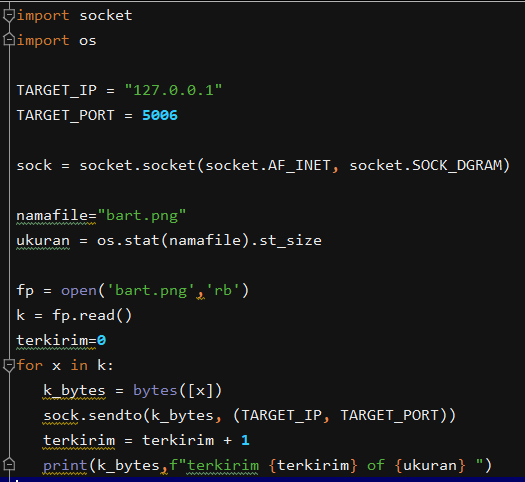 import socket
import os
TARGET_IP = "127.0.0.1"
TARGET_PORT = 5006
sock = socket.socket(socket.AF_INET, socket.SOCK_DGRAM)
namafile="bart.png"
ukuran = os.stat(namafile).st_size
fp = open('bart.png','rb')
k = fp.read()
terkirim=0
for x in k:
k_bytes = bytes([x])
sock.sendto(k_bytes, (TARGET_IP, TARGET_PORT))
terkirim = terkirim + 1
print(k_bytes,f"terkirim {terkirim} of {ukuran} ")